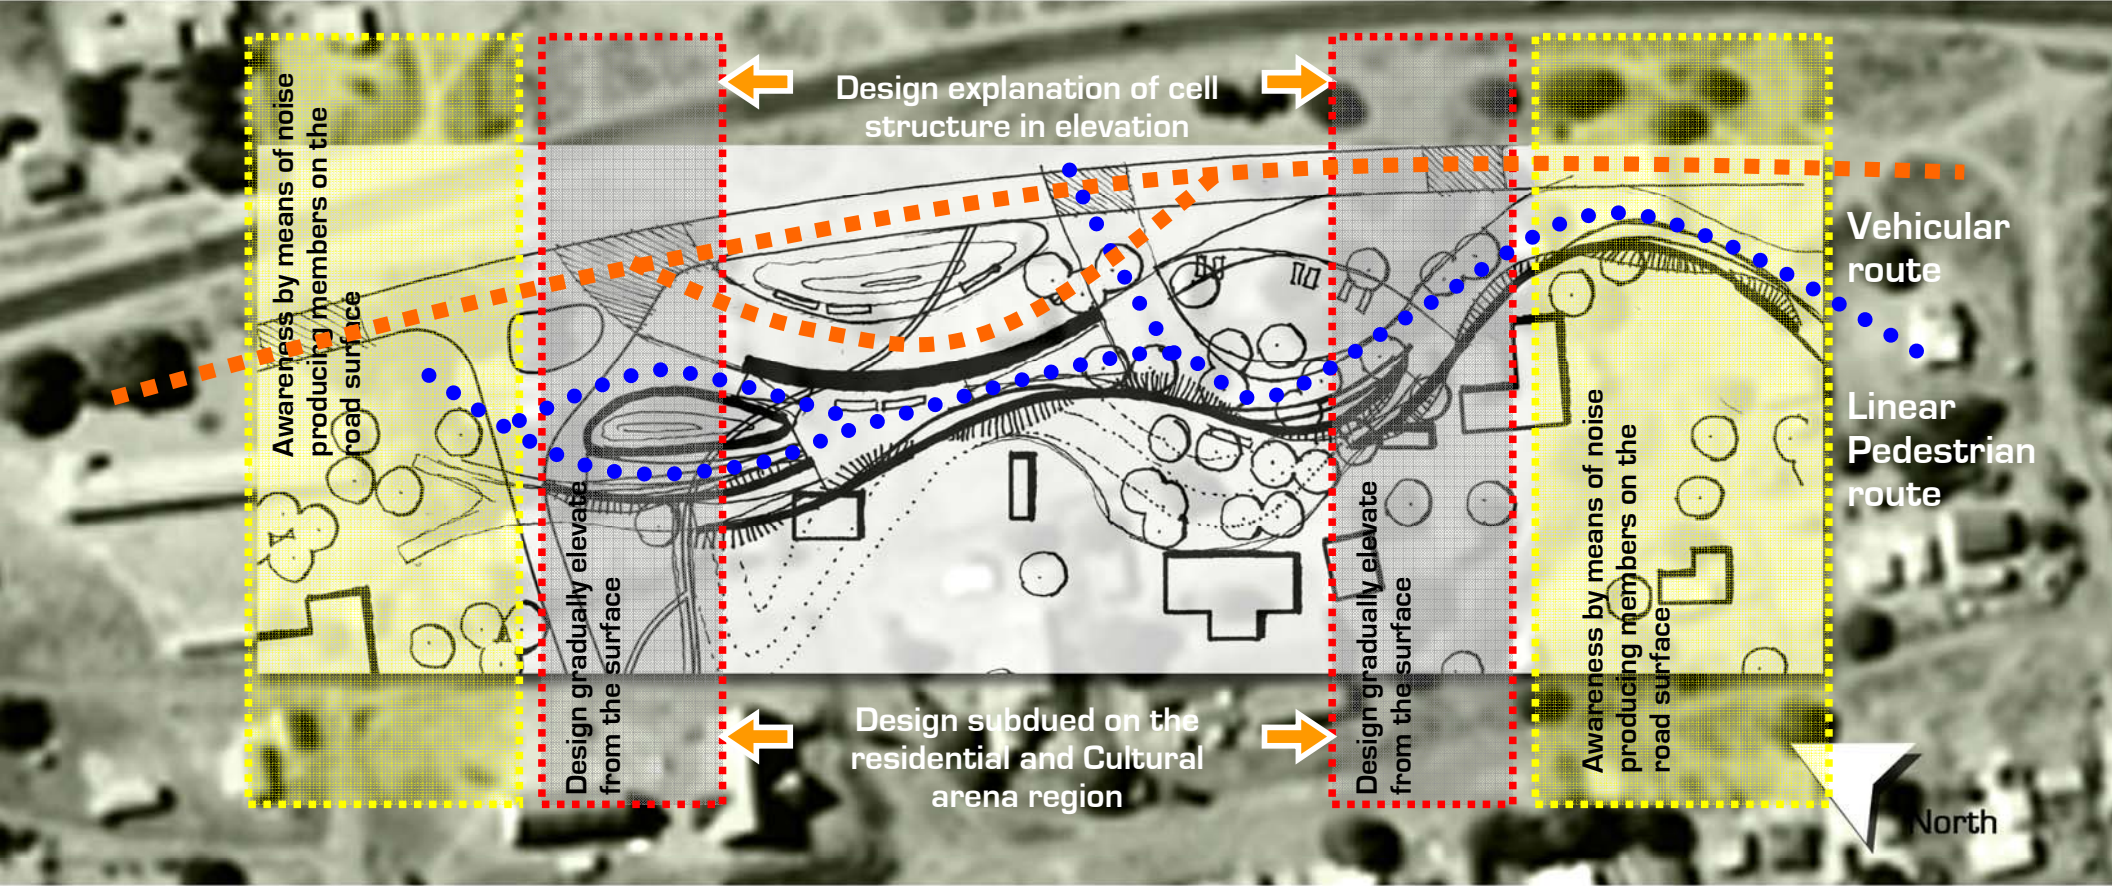 Awareness by means of noise
producing members on the
road surface
Design gradually elevate
from the surface
Design explanation of cell
structure in elevation
Design subdued on the
residential and Cultural
arena region
Design gradually elevate
from the surface
Awareness by means of noise
producing members on the
road surface
Vehicular
route
Linear
Pedestrian
route
North